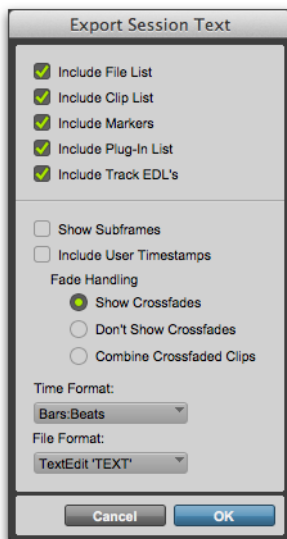 Export Session Text
Include File List
Include Clip List
Include Markers
Include Plug-In List
Include Track EDL's
Show Subframes
Include User Timestamps
Fade Handling
Show Crossfades
Don't Show Crossfades
Combine Crossfaded Clips
Time Format:
Bars:Beats
File Format:
TextEdit 'TEXT'
Cancel OK